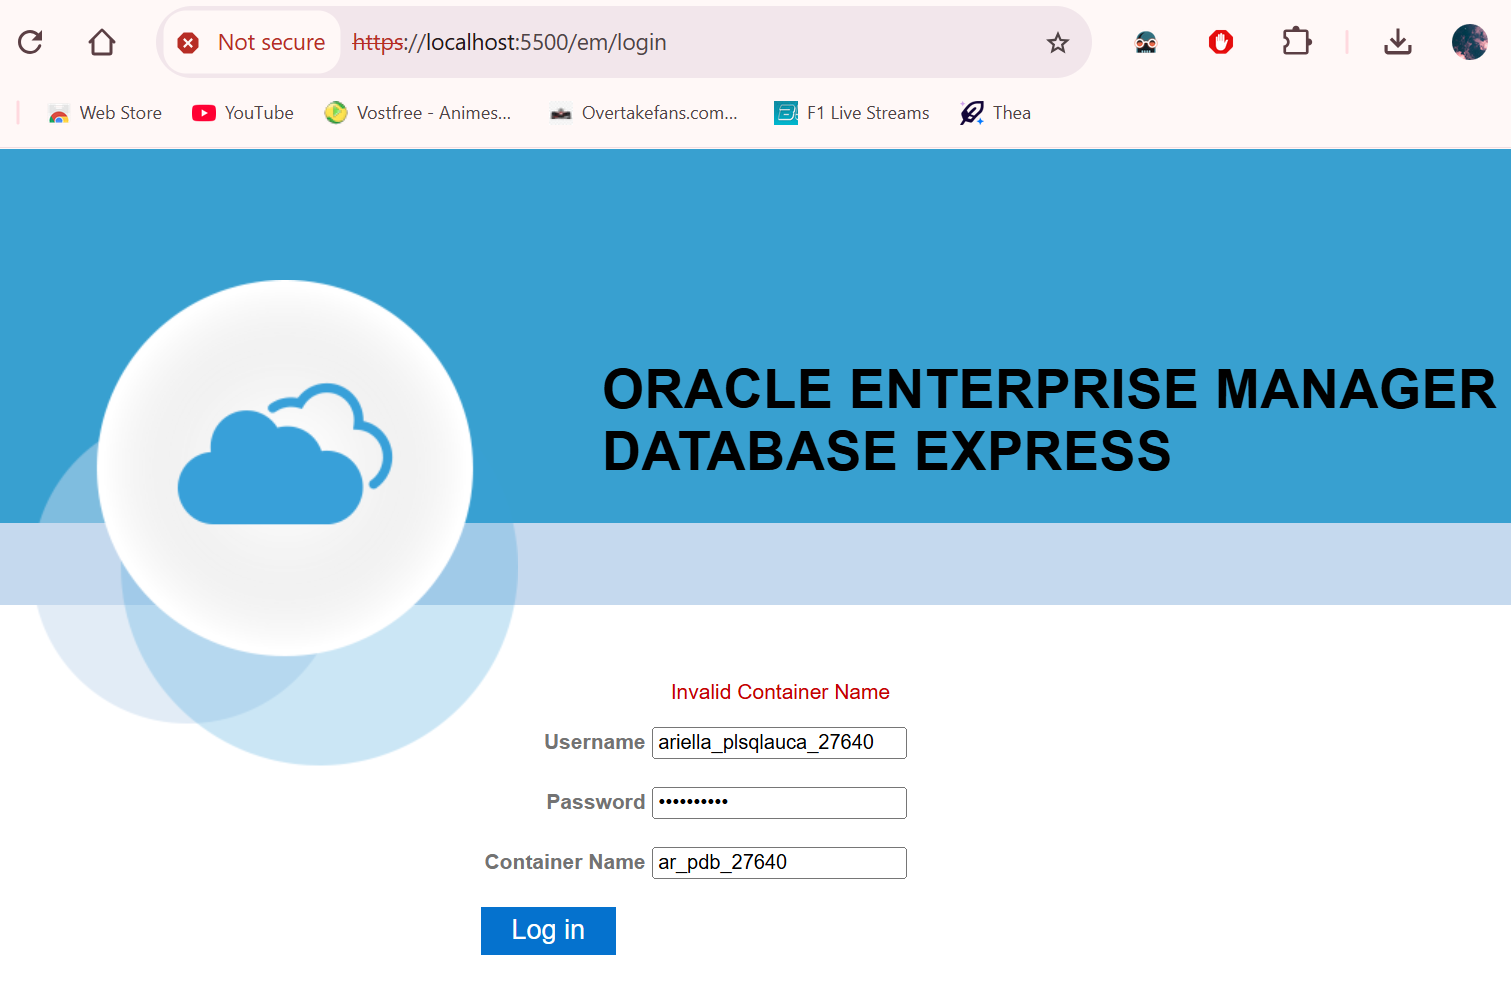 Not secure https://localhost:5500/em/login
Web Store YouTube Vostfree - Animes... Overtakefans.com... F1 Live Streams Thea
ORACLE ENTERPRISE MANAGER
DATABASE EXPRESS
Invalid Container Name
Username ariella_plsqlauca_27640
Password ••••••••••
Container Name ar_pdb_27640
Log in